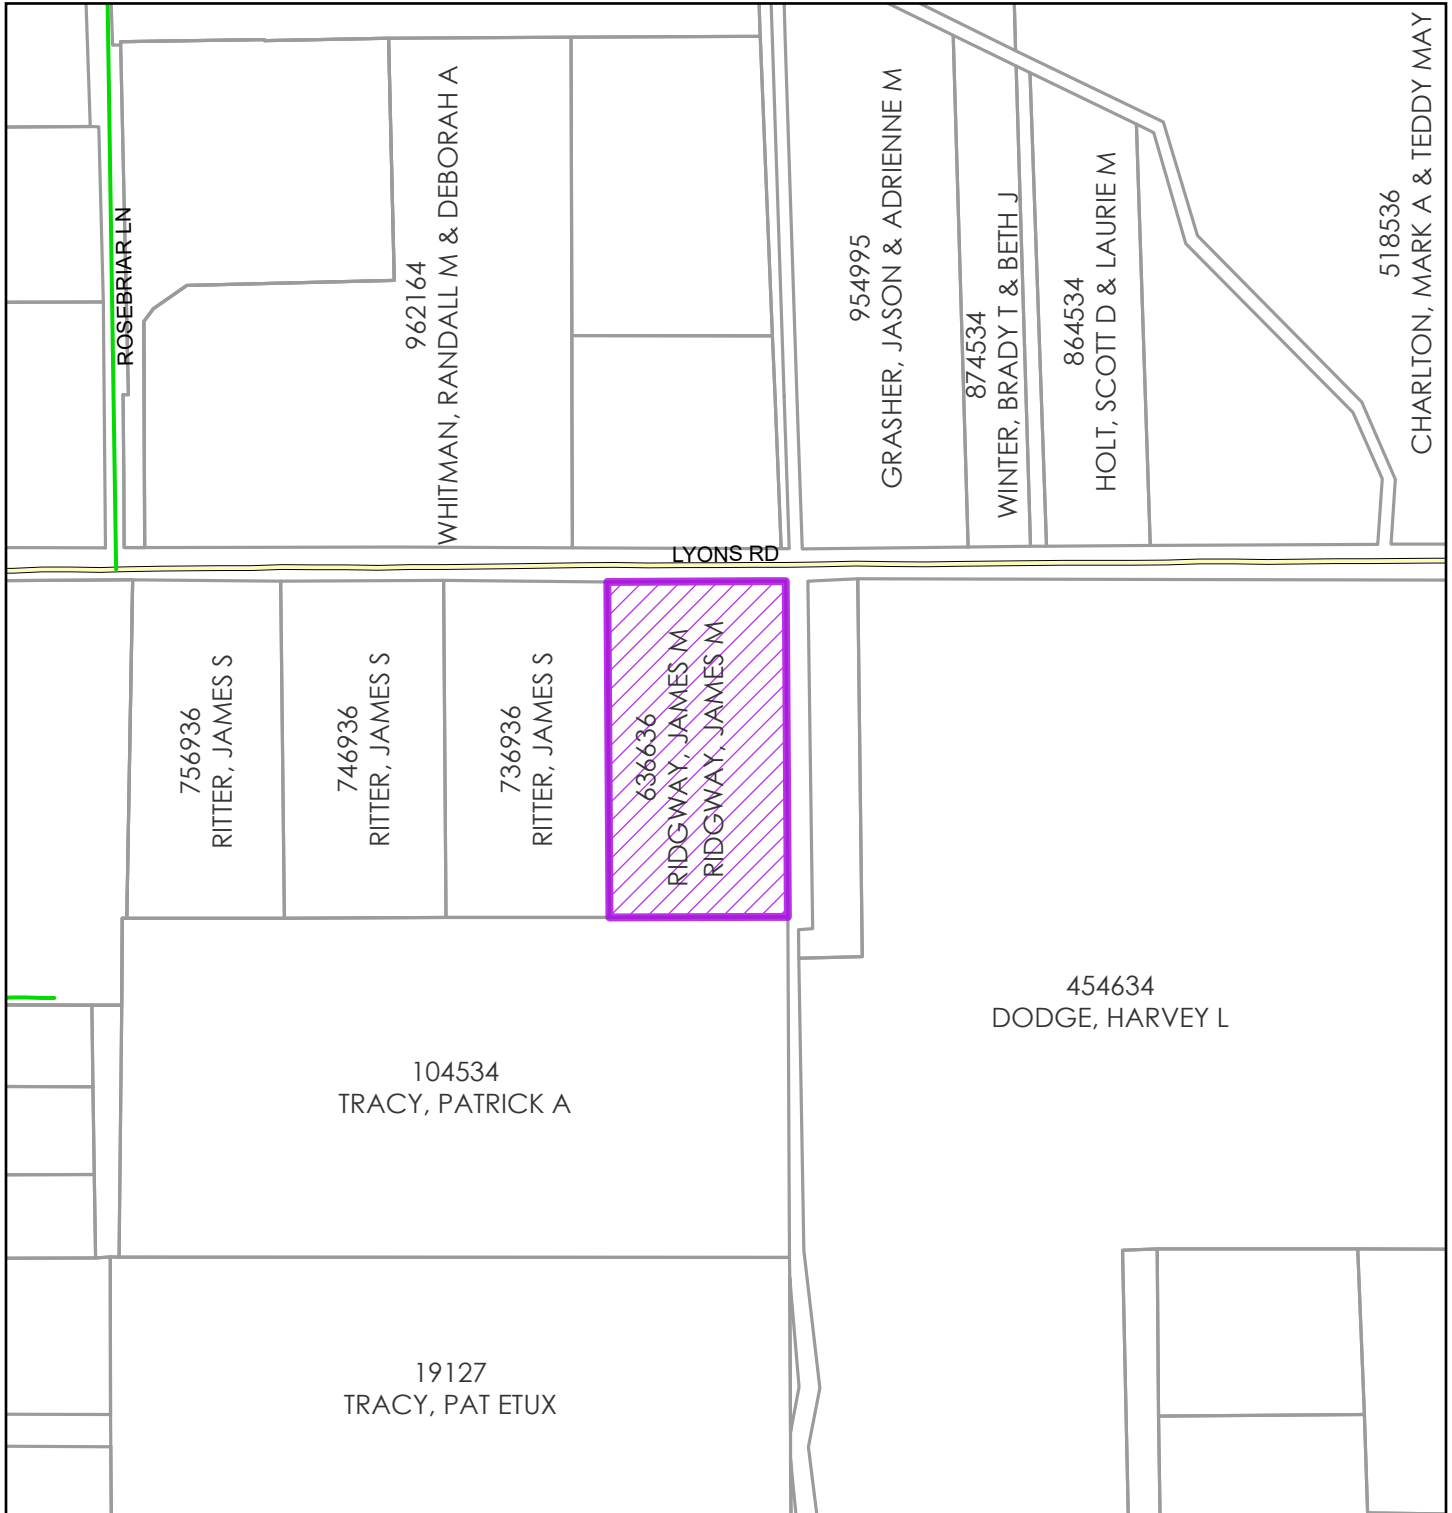 ROSEBRIAR LN
962164
WHITMAN, RANDALL M & DEBORAH A
954995
GRASHER, JASON & ADRIENNE M
874534
WINTER, BRADY T & BETH J
864534
HOLT, SCOTT D & LAURIE M
518536
CHARLTON, MARK A & TEDDY MAY
LYONS RD
756936
RITTER, JAMES S
746936
RITTER, JAMES S
736936
RITTER, JAMES S
636636
RIDGWAY, JAMES M
RIDGWAY, JAMES M
454634
DODGE, HARVEY L
104534
TRACY, PATRICK A
19127
TRACY, PAT ETUX